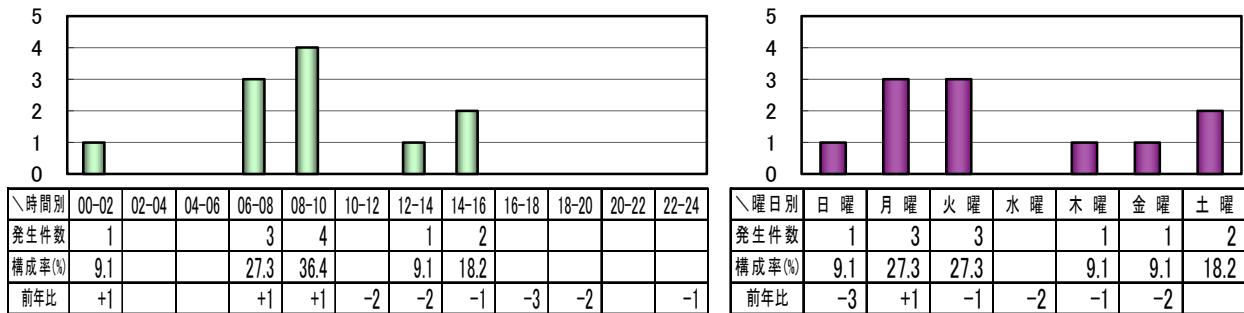 5
4
3
2
1
0
＼時間別 00-02 02-04 04-06 06-08 08-10 10-12 12-14 14-16 16-18 18-20 20-22 22-24
発生件数 1 3 4 1 2
構成率(%) 9.1 27.3 36.4 9.1 18.2
前年比 +1 +1 +1 −2 −2 −1 −3 −2 −1
5
4
3
2
1
0
＼曜日別 日 曜 月 曜 火 曜 水 曜 木 曜 金 曜 土 曜
発生件数 1 3 3 1 1 2
構成率(%) 9.1 27.3 27.3 9.1 9.1 18.2
前年比 −3 +1 −1 −2 −1 −2